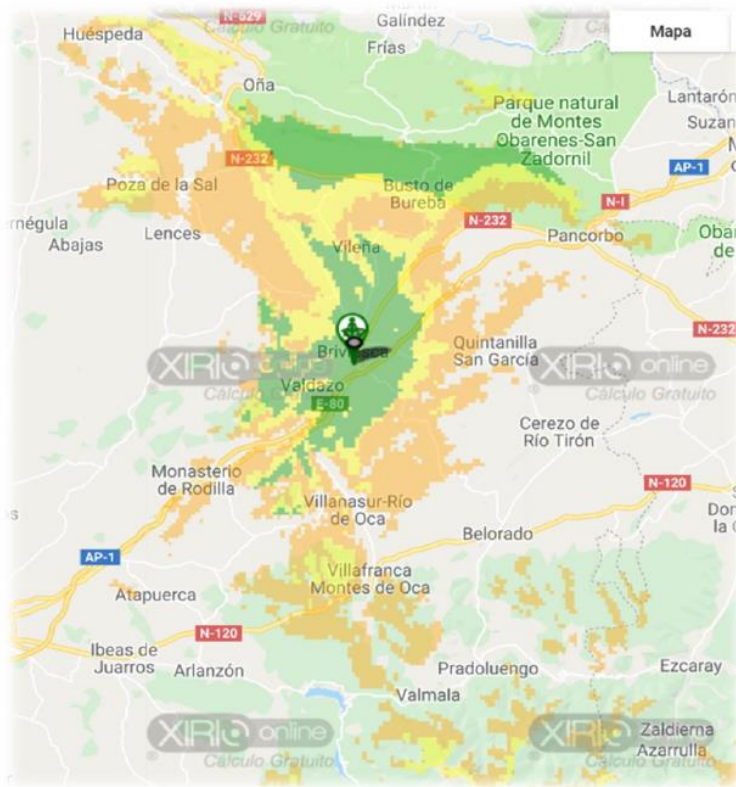 N-629
Huéspeda
Galíndez
Mapa
XIRIO online
Cálculo Gratuito
Frías
Oña
Parque natural
de Montes
Obarenes-San
Zadornil
Lantarón
N-232
AP-1
Poza de la Sal
Busto de
Bureba
N-I
N-232
Pancorbo
Abajas
Lences
Vileña
N-232
Quintanilla
San García
XIRIO online
Cálculo Gratuito
Valdazo
E-80
Cerezo de
Río Tirón
Monasterio
de Rodilla
Villanasur-Río
de Oca
N-120
Belorado
AP-1
Villafranca
Montes de Oca
Atapuerca
N-120
Ibeas de
Juarros
Arlanzón
Pradoluengo
Ezcaray
Valmala
XIRIO online
Cálculo Gratuito
XIRIO online
Cálculo Gratuito
Zaldierna
Azarrulla